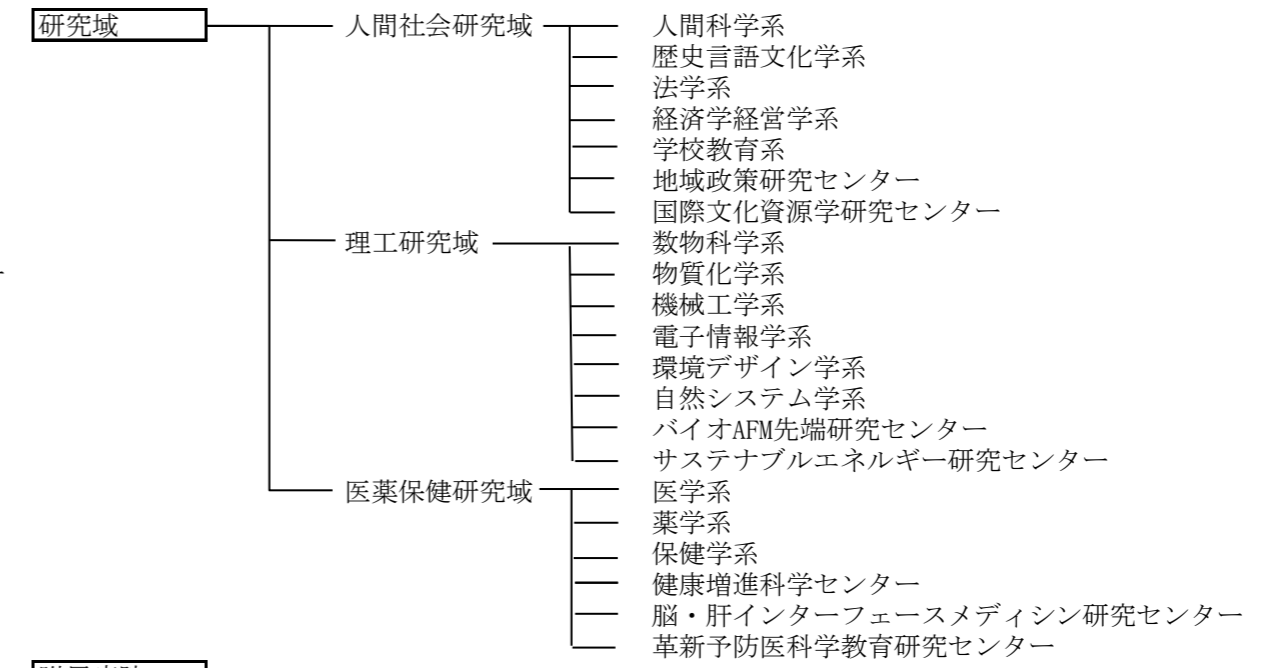 研究域 人間社会研究域 人間科学系
歴史言語文化学系
法学系
経済学経営学系
学校教育系
地域政策研究センター
国際文化資源学研究センター
理工研究域 数物科学系
物質化学系
機械工学系
電子情報学系
環境デザイン学系
自然システム学系
バイオAFM先端研究センター
サステナブルエネルギー研究センター
医薬保健研究域 医学系
薬学系
保健学系
健康増進科学センター
脳・肝インターフェースメディシン研究センター
革新予防医科学教育研究センター